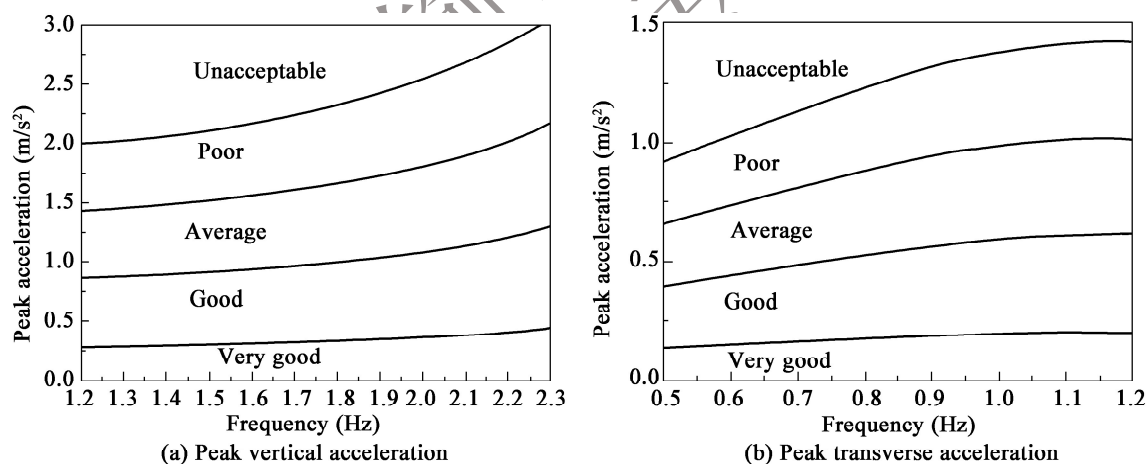 Peak acceleration (m/s²)
3.0
2.5
2.0
1.5
1.0
0.5
0.0
Unacceptable
Poor
Average
Good
Very good
1.2 1.3 1.4 1.5 1.6 1.7 1.8 1.9 2.0 2.1 2.2 2.3
Frequency (Hz)
(a) Peak vertical acceleration
Peak acceleration (m/s²)
1.5
1.0
0.5
0.0
Unacceptable
Poor
Average
Good
Very good
0.5 0.6 0.7 0.8 0.9 1.0 1.1 1.2
Frequency (Hz)
(b) Peak transverse acceleration